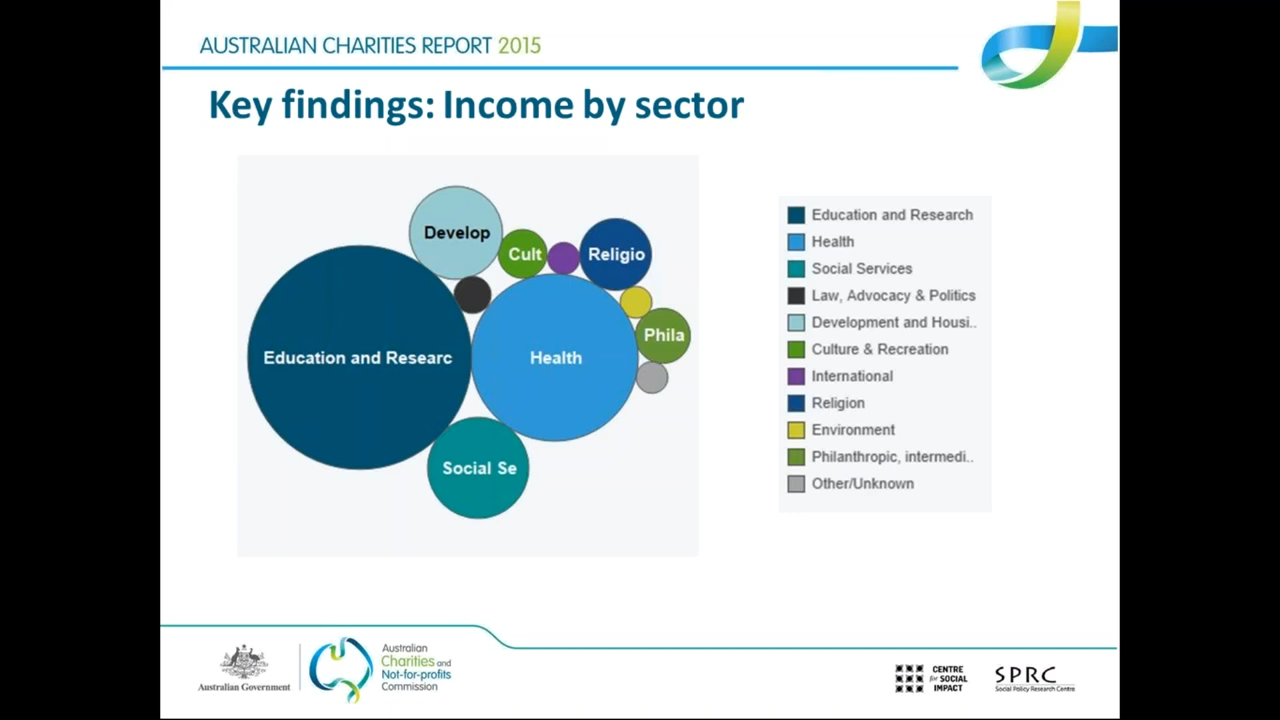 AUSTRALIAN CHARITIES REPORT 2015
Key findings: Income by sector
Develop
Cult
Religio
Phila
Education and Researc
Health
Social Se
Education and Research
Health
Social Services
Law, Advocacy & Politics
Development and Housi..
Culture & Recreation
International
Religion
Environment
Philanthropic, intermedi..
Other/Unknown
Australian Government
Australian
Charities and
Not-for-profits
Commission
CENTRE
for SOCIAL
IMPACT
SPRC
Social Policy Research Centre